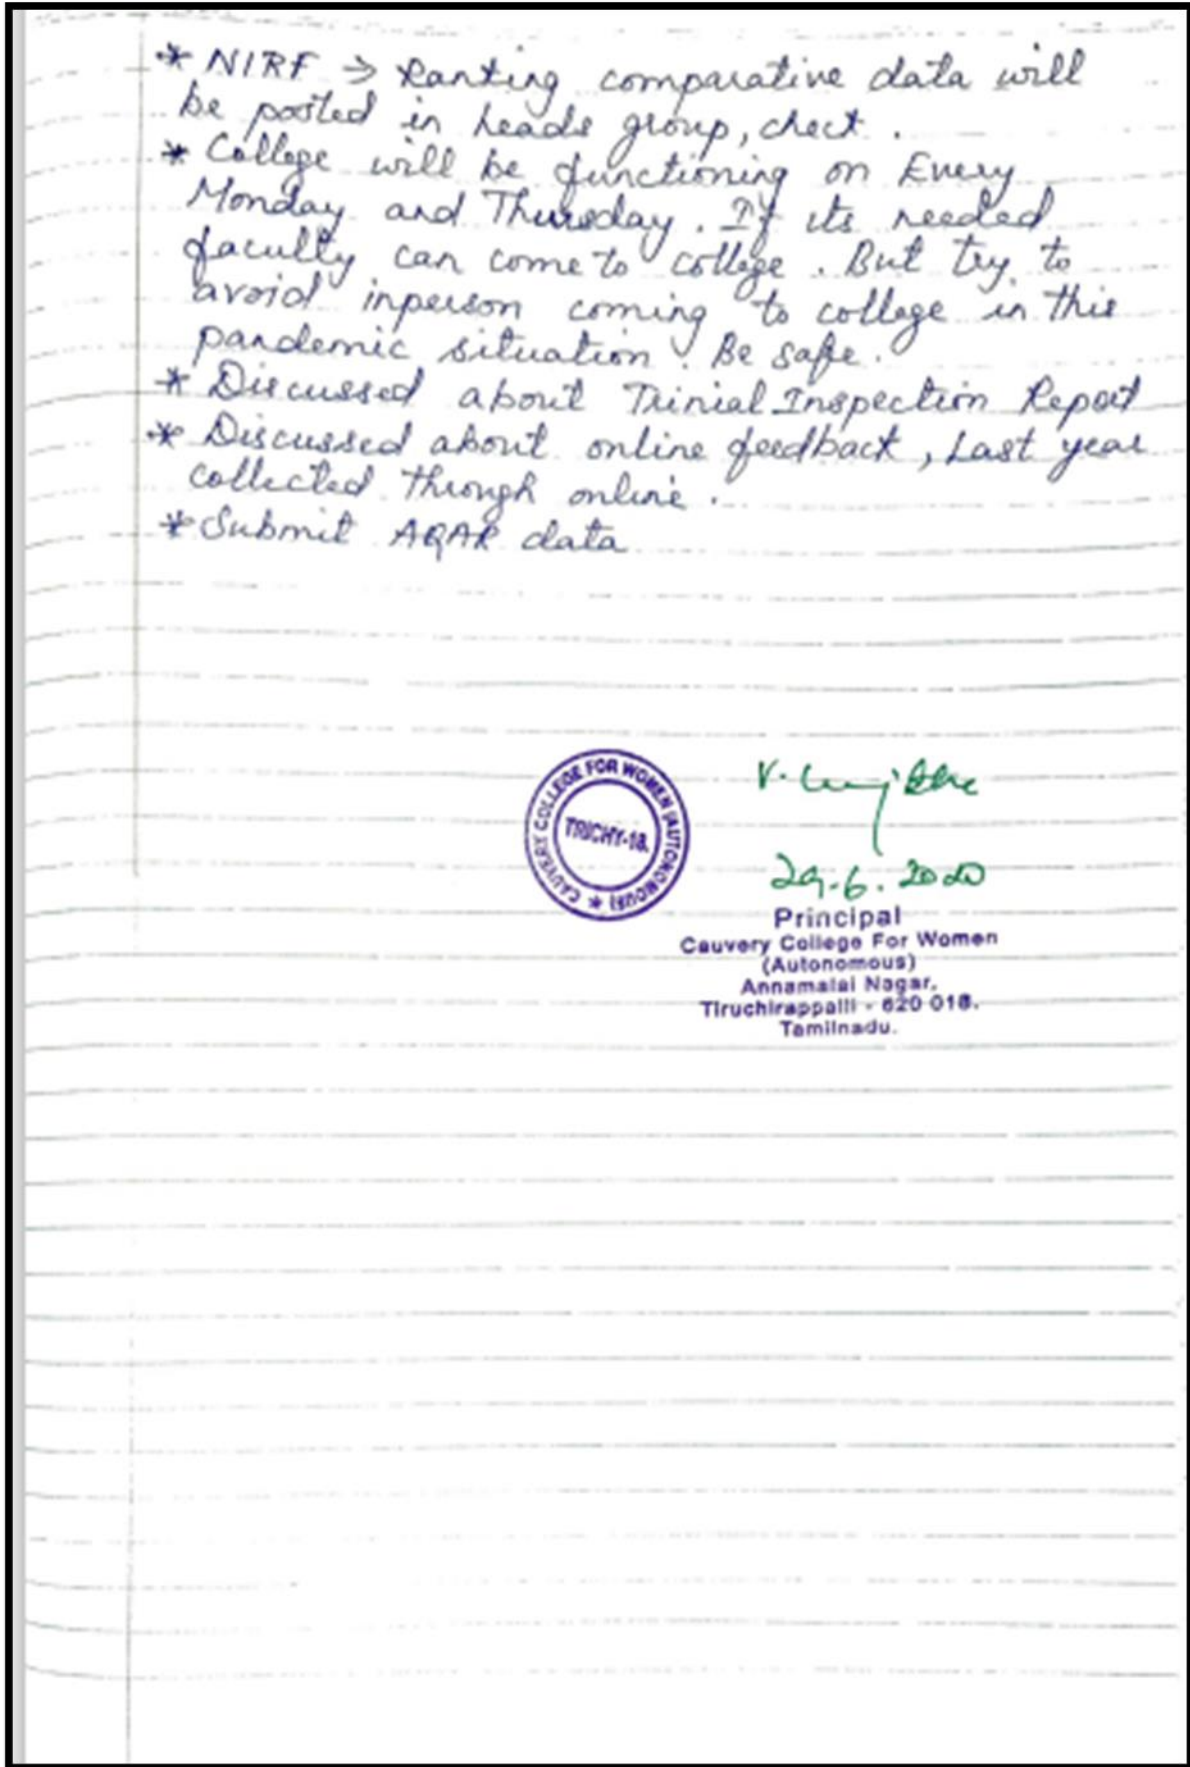 * NIRF → Ranking comparative data will
be posted in heads group, check.
* College will be functioning on Every
Monday and Thursday. If its needed
faculty can come to college. But try to
avoid inperson coming to college in this
pandemic situation. Be safe.
* Discussed about Trinial Inspection Report
* Discussed about online feedback, Last year
collected through online.
* Submit AQAR data
CAUVERY COLLEGE FOR WOMEN (AUTONOMOUS) *
TRICHY-18.
29.6.2020
Principal
Cauvery College For Women
(Autonomous)
Annamalai Nagar,
Tiruchirappalli - 620 018.
Tamilnadu.